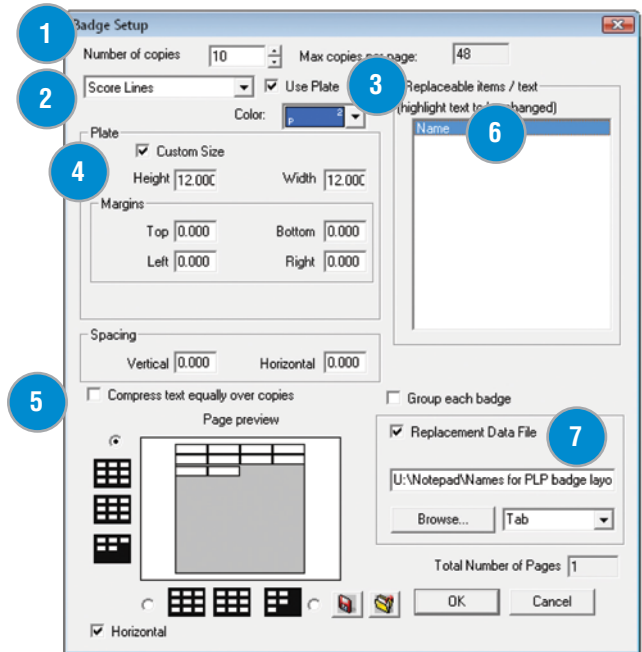 Badge Setup
1
Number of copies 10 Max copies per page: 48
2
Score Lines Use Plate
3
Replaceable items / text
(highlight text to be changed)
Color: p 2
Name
6
Plate
4
Custom Size
Height 12.000 Width 12.000
Margins
Top 0.000 Bottom 0.000
Left 0.000 Right 0.000
Spacing
Vertical 0.000 Horizontal 0.000
5
Compress text equally over copies
Group each badge
Page preview
Replacement Data File
7
U:\Notepad\Names for PLP badge layo
Browse... Tab
Total Number of Pages 1
OK Cancel
Horizontal